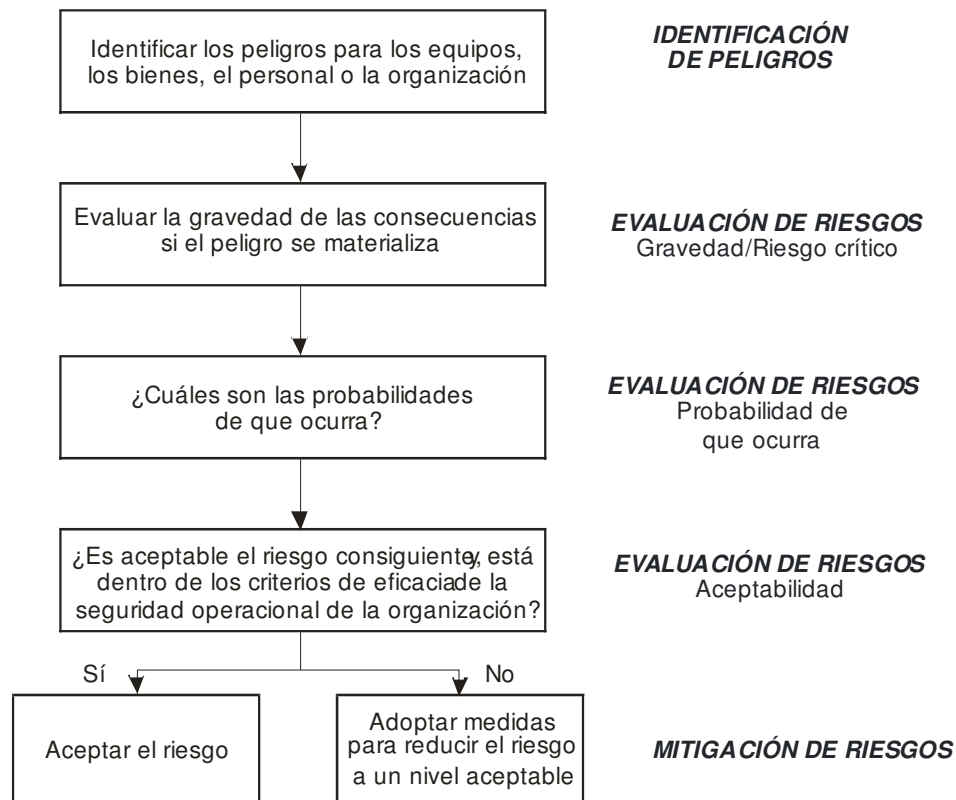 Identificar los peligros para los equipos,
los bienes, el personal o la organización
IDENTIFICACIÓN
DE PELIGROS
Evaluar la gravedad de las consecuencias
si el peligro se materializa
EVALUACIÓN DE RIESGOS
Gravedad/Riesgo crítico
¿Cuáles son las probabilidades
de que ocurra?
EVALUACIÓN DE RIESGOS
Probabilidad de
que ocurra
¿Es aceptable el riesgo consiguiente, y está
dentro de los criterios de eficacia de la
seguridad operacional de la organización?
EVALUACIÓN DE RIESGOS
Aceptabilidad
Sí
No
Aceptar el riesgo
Adoptar medidas
para reducir el riesgo
a un nivel aceptable
MITIGACIÓN DE RIESGOS